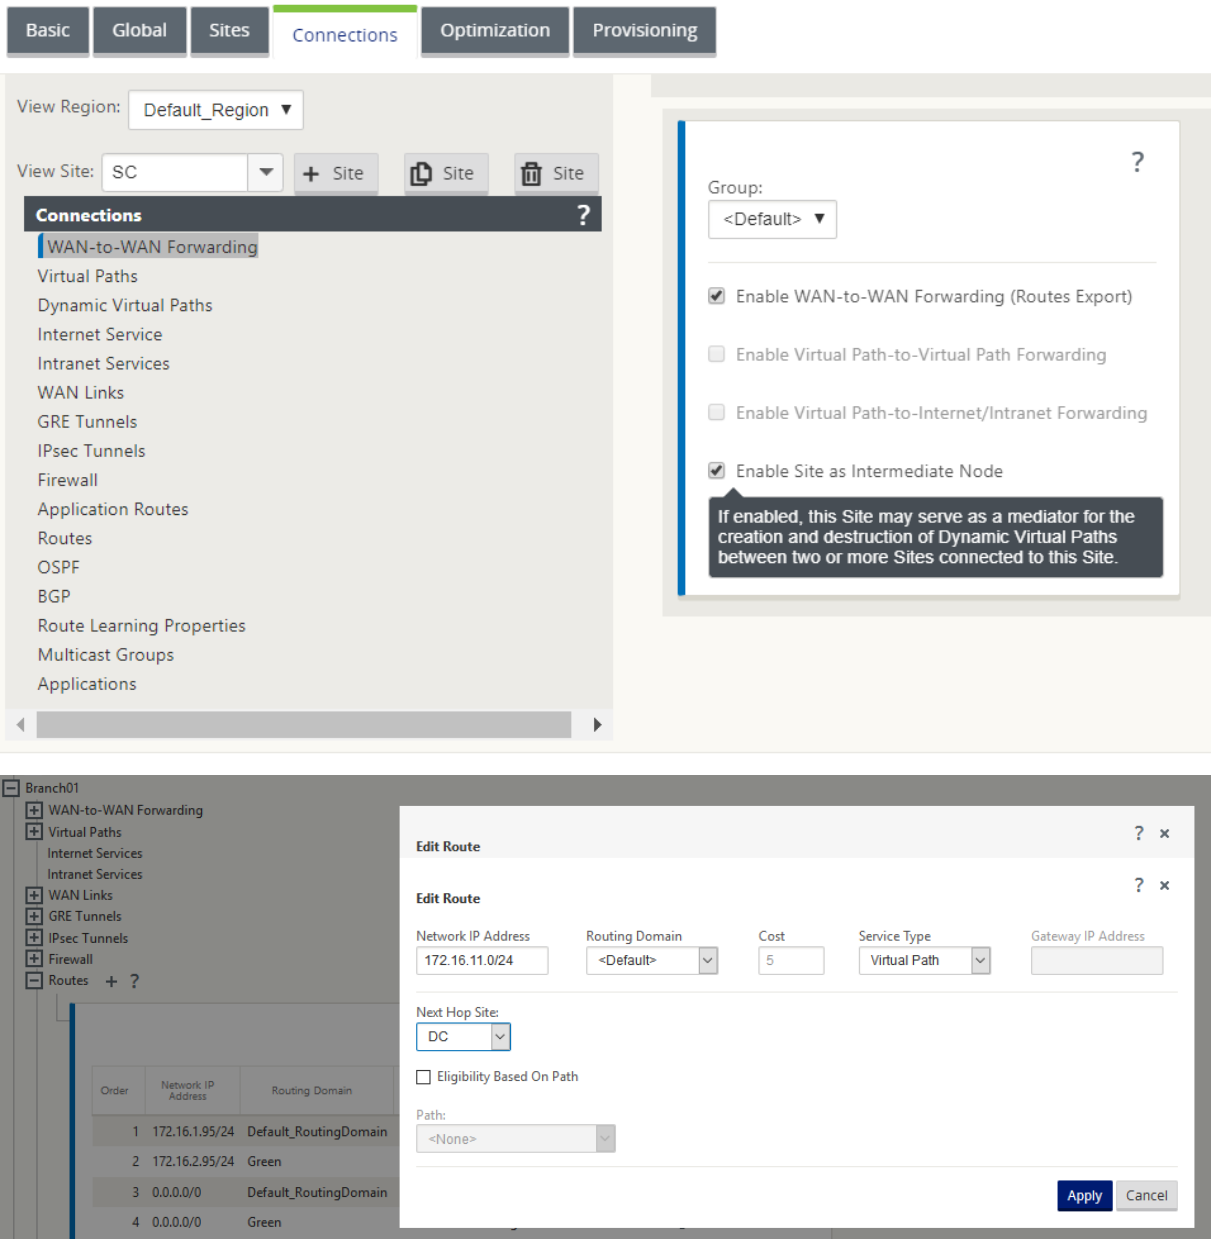 Basic Global Sites Connections Optimization Provisioning
View Region: Default_Region
View Site: SC Site Site Site
Connections ?
WAN-to-WAN Forwarding
Virtual Paths
Dynamic Virtual Paths
Internet Service
Intranet Services
WAN Links
GRE Tunnels
IPsec Tunnels
Firewall
Application Routes
Routes
OSPF
BGP
Route Learning Properties
Multicast Groups
Applications
?
Group:
<Default>
Enable WAN-to-WAN Forwarding (Routes Export)
Enable Virtual Path-to-Virtual Path Forwarding
Enable Virtual Path-to-Internet/Intranet Forwarding
Enable Site as Intermediate Node
If enabled, this Site may serve as a mediator for the
creation and destruction of Dynamic Virtual Paths
between two or more Sites connected to this Site.
Branch01
WAN-to-WAN Forwarding
Virtual Paths
Internet Services
Intranet Services
WAN Links
GRE Tunnels
IPsec Tunnels
Firewall
Routes + ?
Order Network IP Address Routing Domain
1 172.16.1.95/24 Default_RoutingDomain
2 172.16.2.95/24 Green
3 0.0.0.0/0 Default_RoutingDomain
4 0.0.0.0/0 Green
Edit Route ? ×
Edit Route ? ×
Network IP Address Routing Domain Cost Service Type Gateway IP Address
172.16.11.0/24 <Default> 5 Virtual Path
Next Hop Site:
DC
Eligibility Based On Path
Path:
<None>
Apply Cancel